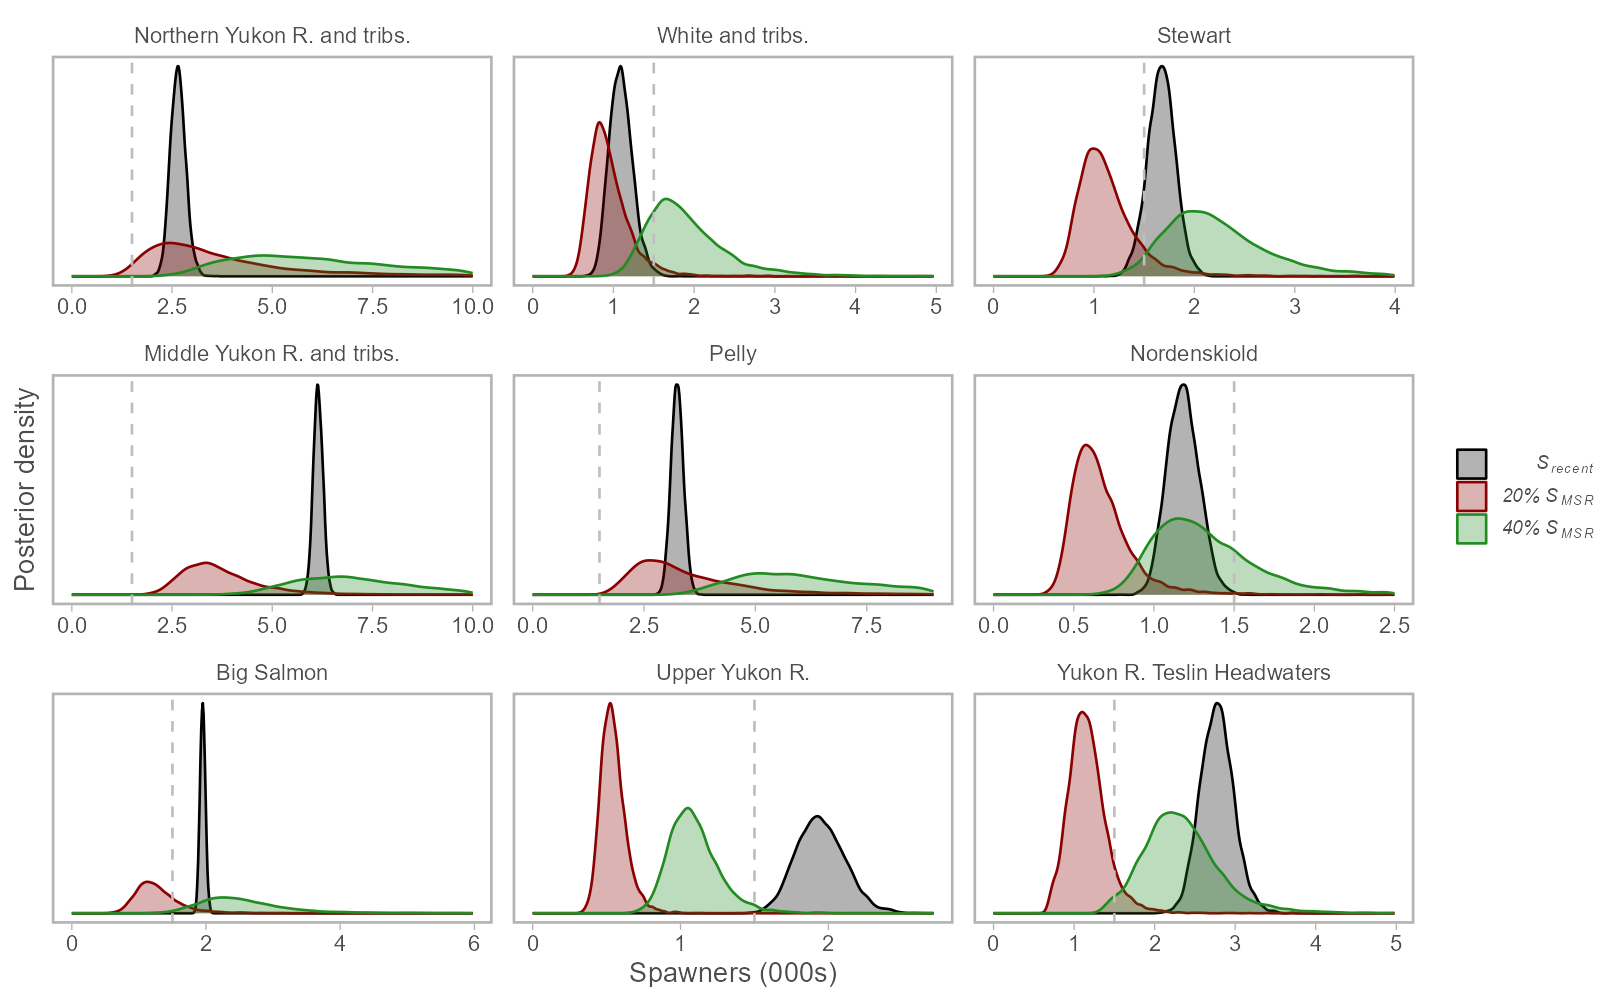 Northern Yukon R. and tribs.
White and tribs.
Stewart
0.0 2.5 5.0 7.5 10.0
0 1 2 3 4 5
0 1 2 3 4
Middle Yukon R. and tribs.
Pelly
Nordenskiold
0.0 2.5 5.0 7.5 10.0
0.0 2.5 5.0 7.5
0.0 0.5 1.0 1.5 2.0 2.5
Big Salmon
Upper Yukon R.
Yukon R. Teslin Headwaters
0 2 4 6
0 1 2
0 1 2 3 4 5
Posterior density
Spawners (000s)
S recent
20% S MSR
40% S MSR